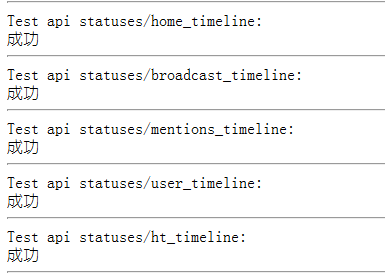 Test api statuses/home_timeline:
成功
Test api statuses/broadcast_timeline:
成功
Test api statuses/mentions_timeline:
成功
Test api statuses/user_timeline:
成功
Test api statuses/ht_timeline:
成功